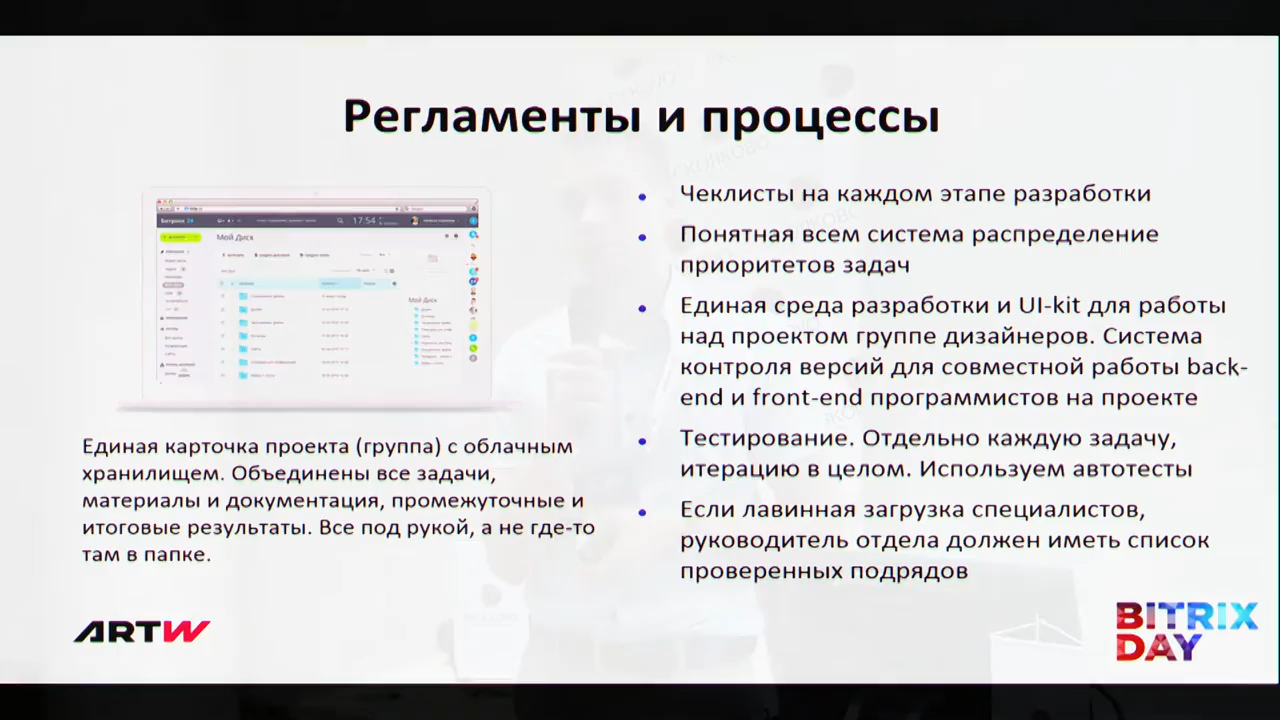 Регламенты и процессы
17:54
Мой Диск
Мой Диск
Единая карточка проекта (группа) с облачным
хранилищем. Объединены все задачи,
материалы и документация, промежуточные и
итоговые результаты. Все под рукой, а не где-то
там в папке.
Чеклисты на каждом этапе разработки
Понятная всем система распределение
приоритетов задач
Единая среда разработки и UI-kit для работы
над проектом группе дизайнеров. Система
контроля версий для совместной работы back-
end и front-end программистов на проекте
Тестирование. Отдельно каждую задачу,
итерацию в целом. Используем автотесты
Если лавинная загрузка специалистов,
руководитель отдела должен иметь список
проверенных подрядов
ARTW
BITRIX
DAY